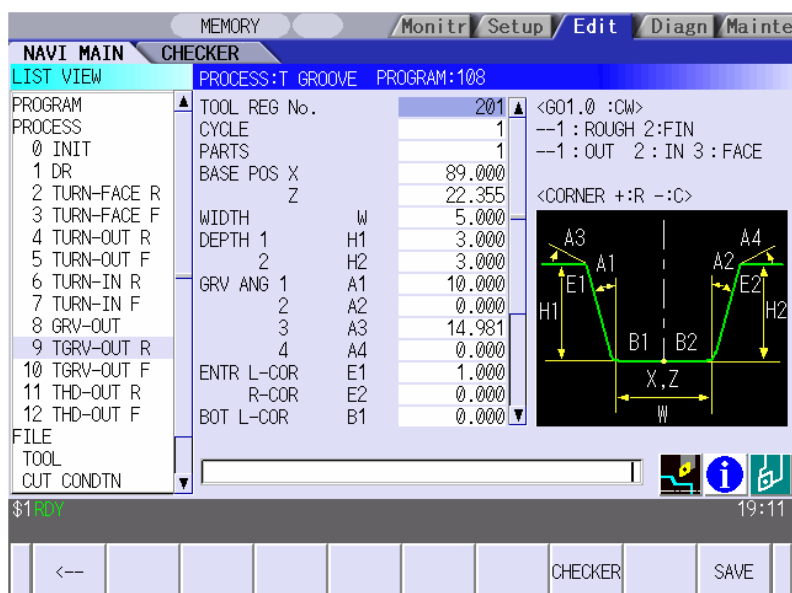 MEMORY
Monitr Setup Edit Diagn Mainte
NAVI MAIN CHECKER
LIST VIEW
PROCESS:T GROOVE PROGRAM:108
PROGRAM
PROCESS
0 INIT
1 DR
2 TURN-FACE R
3 TURN-FACE F
4 TURN-OUT R
5 TURN-OUT F
6 TURN-IN R
7 TURN-IN F
8 GRV-OUT
9 TGRV-OUT R
10 TGRV-OUT F
11 THD-OUT R
12 THD-OUT F
FILE
TOOL
CUT CONDTN
TOOL REG No. 201
CYCLE 1
PARTS 1
BASE POS X 89.000
Z 22.355
WIDTH W 5.000
DEPTH 1 H1 3.000
2 H2 3.000
GRV ANG 1 A1 10.000
2 A2 0.000
3 A3 14.981
4 A4 0.000
ENTR L-COR E1 1.000
R-COR E2 0.000
BOT L-COR B1 0.000
<GO1.0 :CW>
--1 : ROUGH 2:FIN
--1 : OUT 2 : IN 3 : FACE
<CORNER +:R -:C>
A3 A4
A1 A2
E1 E2
H1 H2
B1 B2
X,Z
W
$1 RDY 19:11
<-- CHECKER SAVE